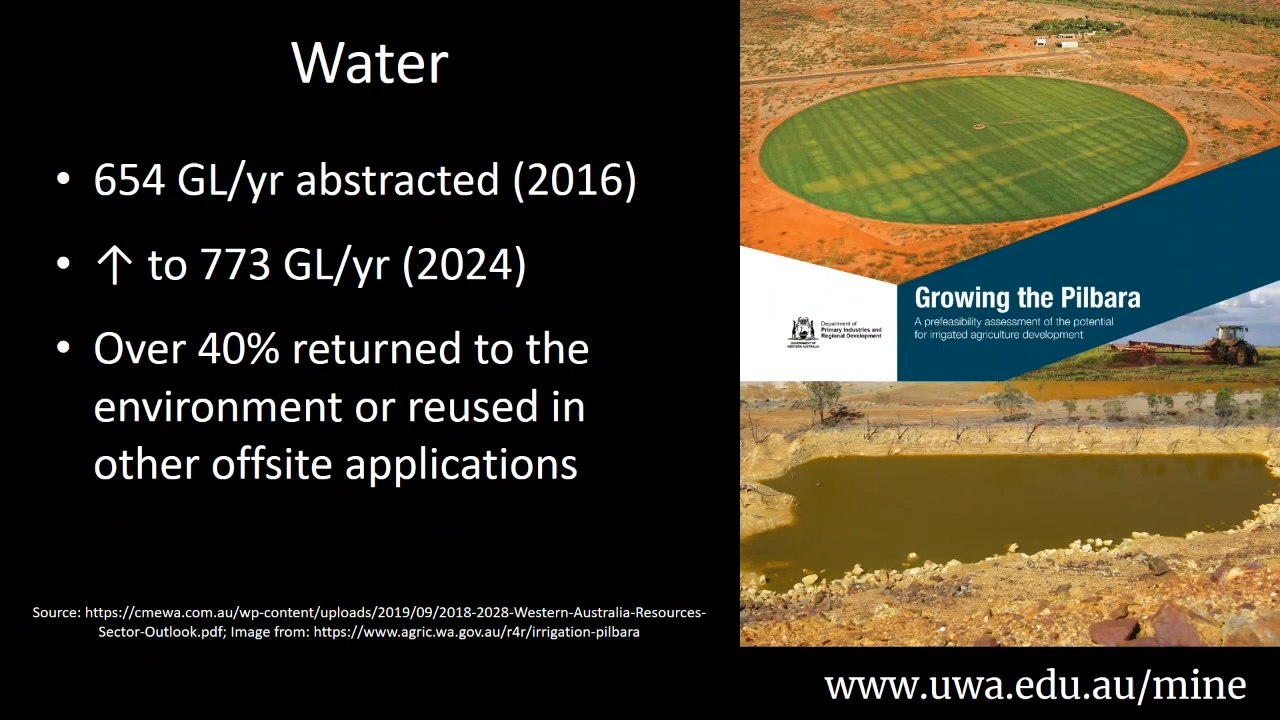 Water
• 654 GL/yr abstracted (2016)
• ↑ to 773 GL/yr (2024)
• Over 40% returned to the
environment or reused in
other offsite applications
Source: https://cmewa.com.au/wp-content/uploads/2019/09/2018-2028-Western-Australia-Resources-
Sector-Outlook.pdf; Image from: https://www.agric.wa.gov.au/r4r/irrigation-pilbara
Growing the Pilbara
A prefeasibility assessment of the potential
for irrigated agriculture development
Department of
Primary Industries and
Regional Development
GOVERNMENT OF
WESTERN AUSTRALIA
www.uwa.edu.au/mine